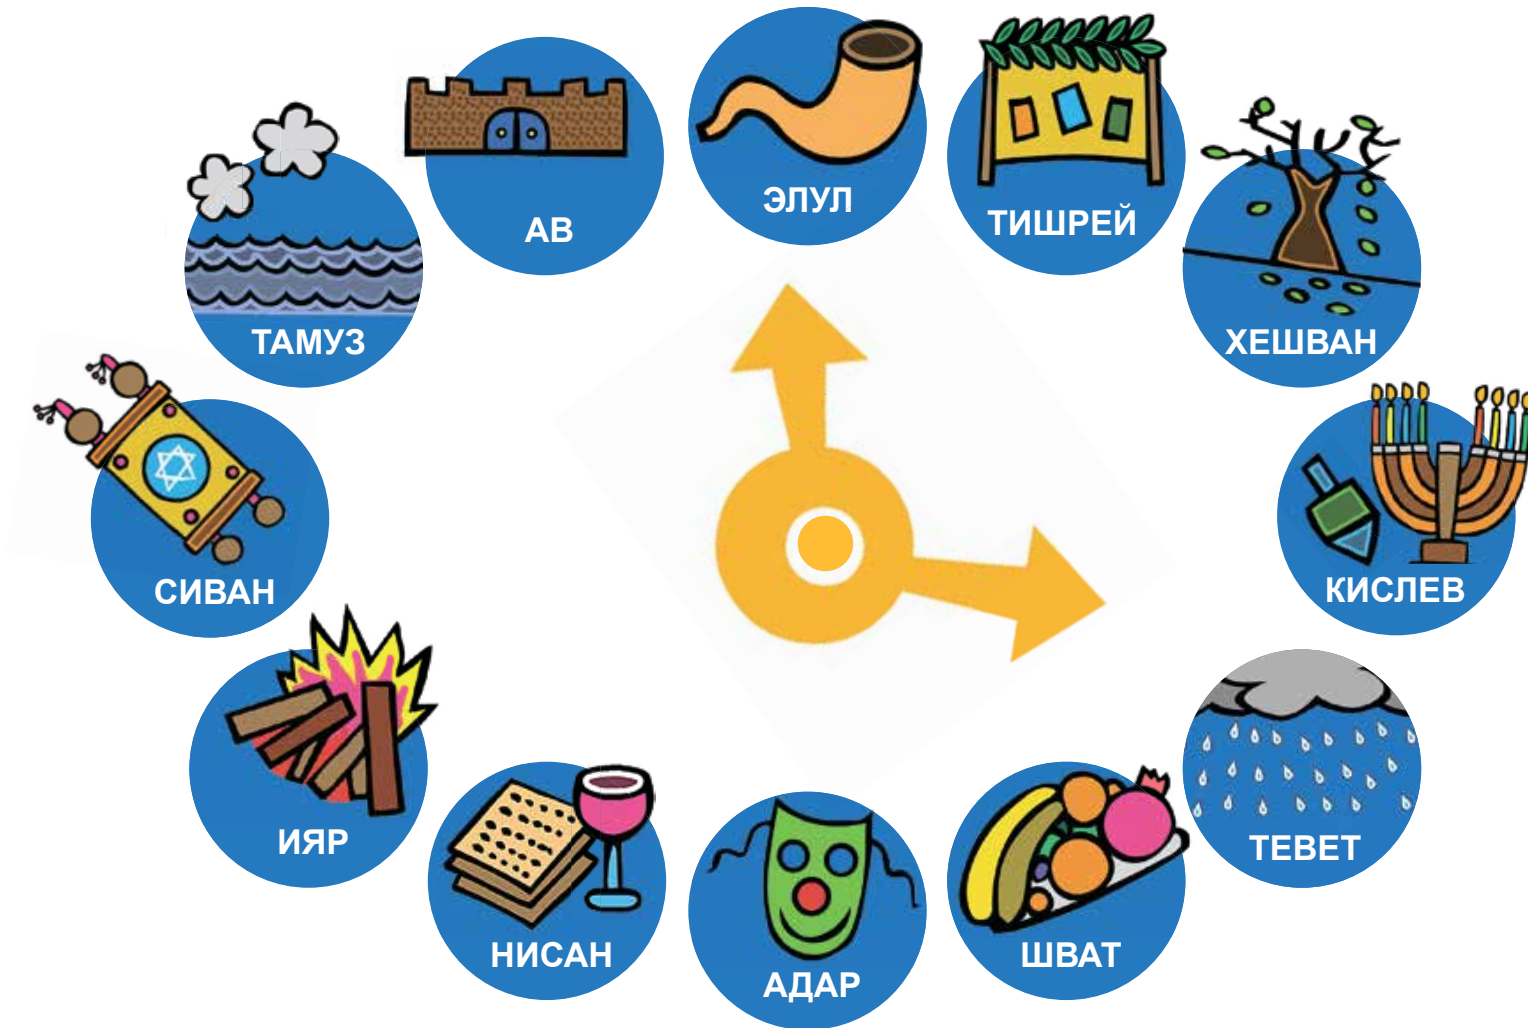 ЭЛУЛ
ТИШРЕЙ
ХЕШВАН
КИСЛЕВ
ТЕВЕТ
ШВАТ
АДАР
НИСАН
ИЯР
СИВАН
ТАМУЗ
АВ